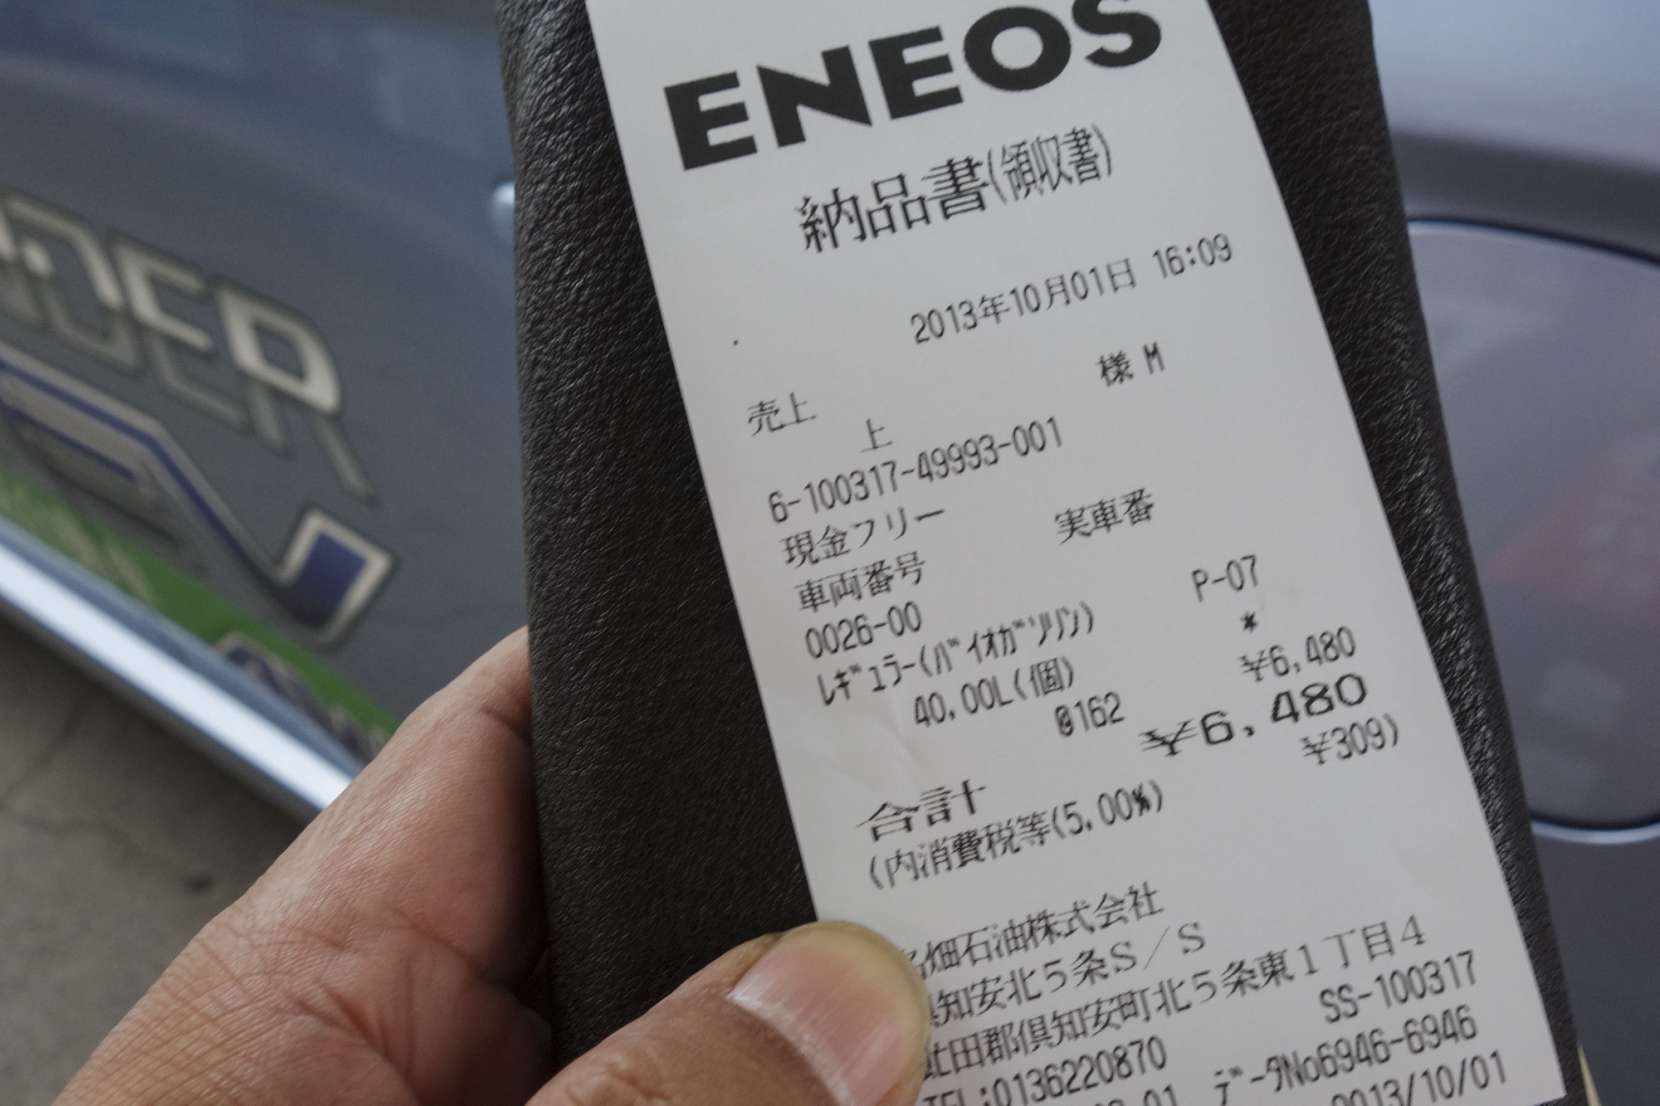 ENEOS
納品書(領収書)
2013年10月01日 16:09
様 M
売上
上
6-100317-49993-001
現金フリー 実車番
車両番号
0026-00 P-07
ﾚｷﾞｭﾗｰ(ﾊﾞｲｵｶﾞｿﾘﾝ) *
40.00L(個) ¥6,480
@162
合計 ¥6,480
(内消費税等(5.00%) ¥309)
畑石油株式会社
知安北5条S/S
田郡倶知安町北5条東1丁目4
SS-100317
TEL:0136220870
ﾃﾞｰﾀNo6946-6946
2013/10/01
DER